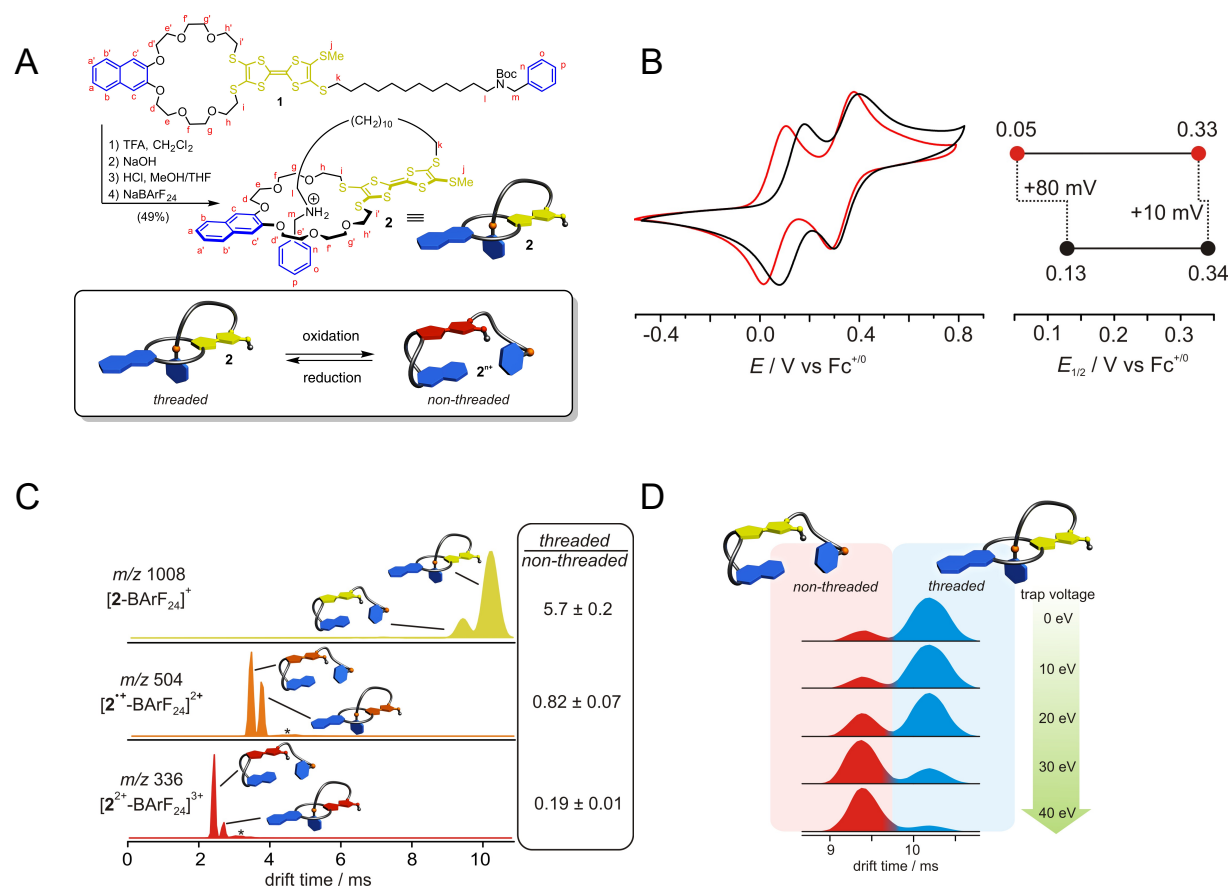 A
f' g' e' h' d' i' j
b' c' a' a b c
O O O O O O O O
S S S S S S SMe S
d e f g h i k
1
Boc
N
l m n o p
(CH2)10
1) TFA, CH2Cl2
2) NaOH
3) HCl, MeOH/THF
4) NaBArF24
(49%)
k
j
SMe
S S S S S S S
+
NH2
2 ≡ 2
a b c d e f g h i l m
a' b' c' d' e' f' g' h' i'
n
o
p
2
oxidation
reduction
2n+
threaded
non-threaded
B
-0.4 0.0 0.4 0.8
E / V vs Fc+/0
0.05 0.33
+80 mV
+10 mV
0.13 0.34
0.1 0.2 0.3
E1/2 / V vs Fc+/0
C
threaded
non-threaded
m/z 1008
[2-BArF24]+
5.7 ± 0.2
m/z 504
[2•+-BArF24]2+
*
0.82 ± 0.07
m/z 336
[22+-BArF24]3+
*
0.19 ± 0.01
0 2 4 6 8 10
drift time / ms
D
non-threaded
threaded
trap voltage
0 eV
10 eV
20 eV
30 eV
40 eV
9 10
drift time / ms